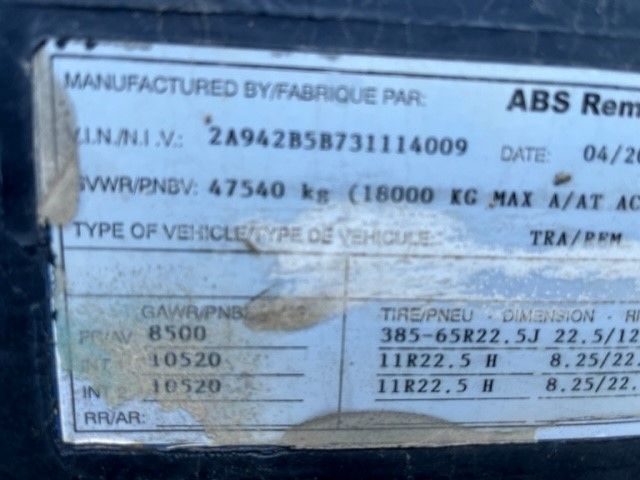 MANUFACTURED BY/FABRIQUE PAR: ABS Rem
V.I.N./N.I.V.: 2A942B5B731114009 DATE: 04/20
GVWR/PNBV: 47540 kg (18000 KG MAX A/AT AC
TYPE OF VEHICLE/TYPE DE VEHICULE: TRA/REM
GAWR/PNBE TIRE/PNEU - DIMENSION - RI
FR/AV 8500 385-65R22.5J 22.5/12
INT 10520 11R22.5 H 8.25/22.
INT 10520 11R22.5 H 8.25/22.
RR/AR: